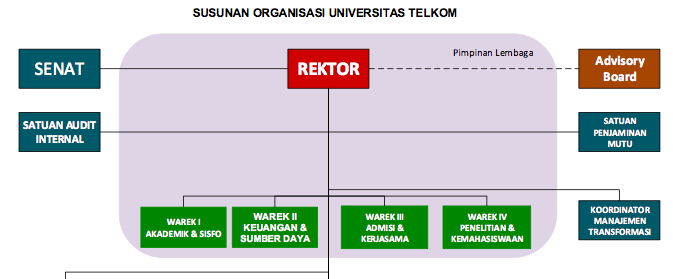 SUSUNAN ORGANISASI UNIVERSITAS TELKOM
Pimpinan Lembaga
SENAT
REKTOR
Advisory
Board
SATUAN AUDIT
INTERNAL
SATUAN
PENJAMINAN
MUTU
WAREK I
AKADEMIK & SISFO
WAREK II
KEUANGAN &
SUMBER DAYA
WAREK III
ADMISI &
KERJASAMA
WAREK IV
PENELITIAN &
KEMAHASISWAAN
KOORDINATOR
MANAJEMEN
TRANSFORMASI